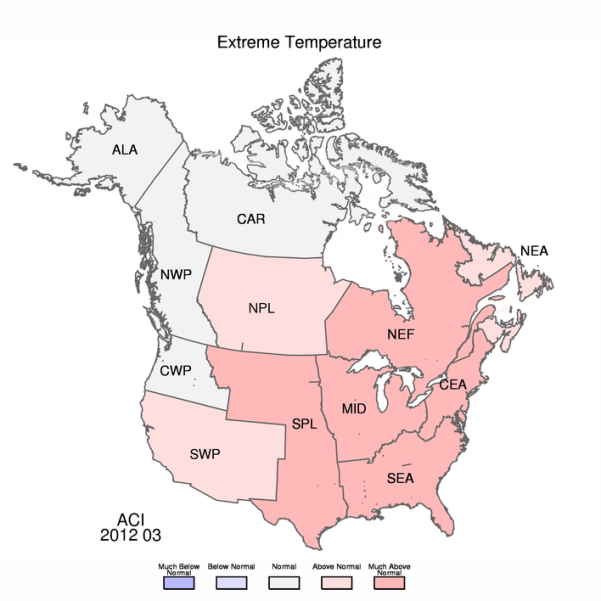 Extreme Temperature
ALA
CAR
NEA
NWP
NPL
NEF
CWP
CEA
MID
SPL
SWP
SEA
ACI
2012 03
Much Below Normal
Below Normal
Normal
Above Normal
Much Above Normal